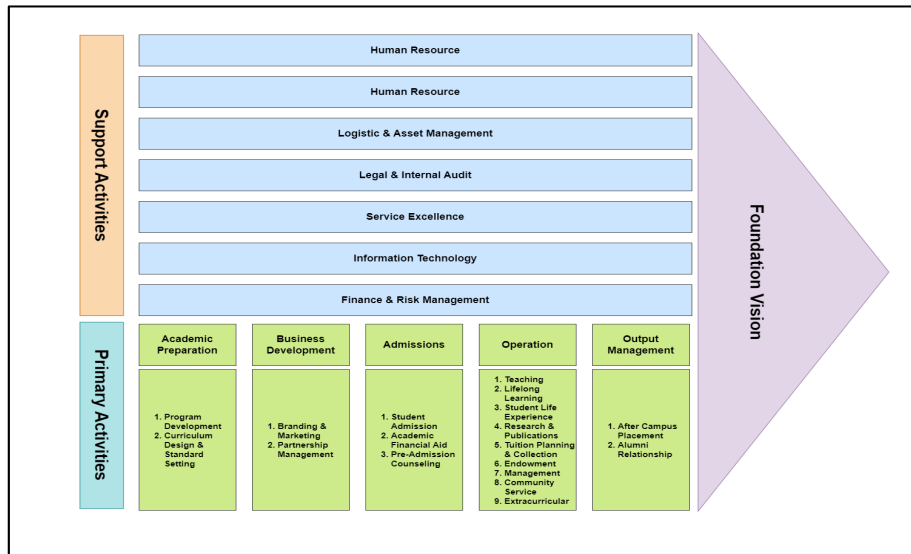 Support Activities
Human Resource
Human Resource
Logistic & Asset Management
Legal & Internal Audit
Service Excellence
Information Technology
Finance & Risk Management
Foundation Vision
Primary Activities
Academic
Preparation
1. Program
Development
2. Curriculum
Design &
Standard
Setting
Business
Development
1. Branding &
Marketing
2. Partnership
Management
Admissions
1. Student
Admission
2. Academic
Financial Aid
3. Pre-Admission
Counseling
Operation
1. Teaching
2. Lifelong
Learning
3. Student Life
Experience
4. Research &
Publications
5. Tuition Planning
& Collection
6. Endowment
7. Management
8. Community
Service
9. Extracurricular
Output
Management
1. After Campus
Placement
2. Alumni
Relationship